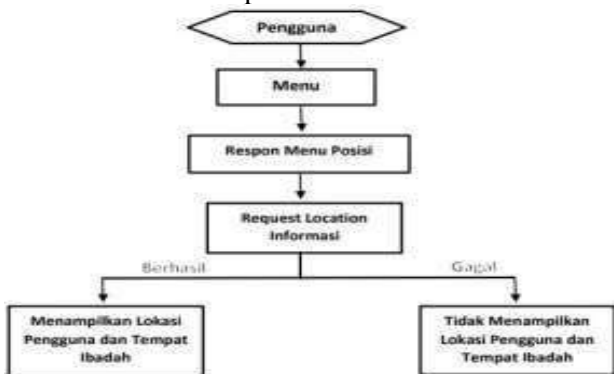 Pengguna
Menu
Respon Menu Posisi
Request Location
Informasi
Berhasil
Gagal
Menampilkan Lokasi
Pengguna dan Tempat
Ibadah
Tidak Menampilkan
Lokasi Pengguna dan
Tempat Ibadah